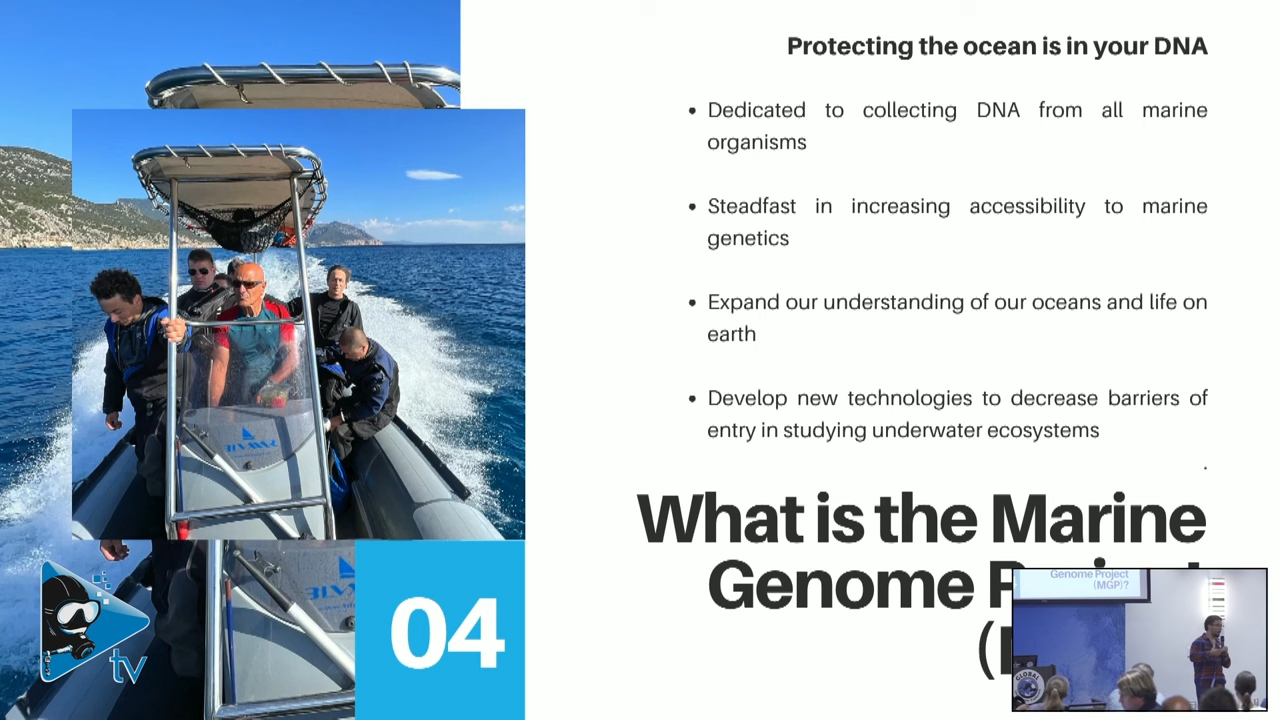 Protecting the ocean is in your DNA
• Dedicated to collecting DNA from all marine
organisms
• Steadfast in increasing accessibility to marine
genetics
• Expand our understanding of our oceans and life on
earth
• Develop new technologies to decrease barriers of
entry in studying underwater ecosystems
.
What is the Marine
Genome
04
tv
Genome Project
(MGP)?
GLOBAL